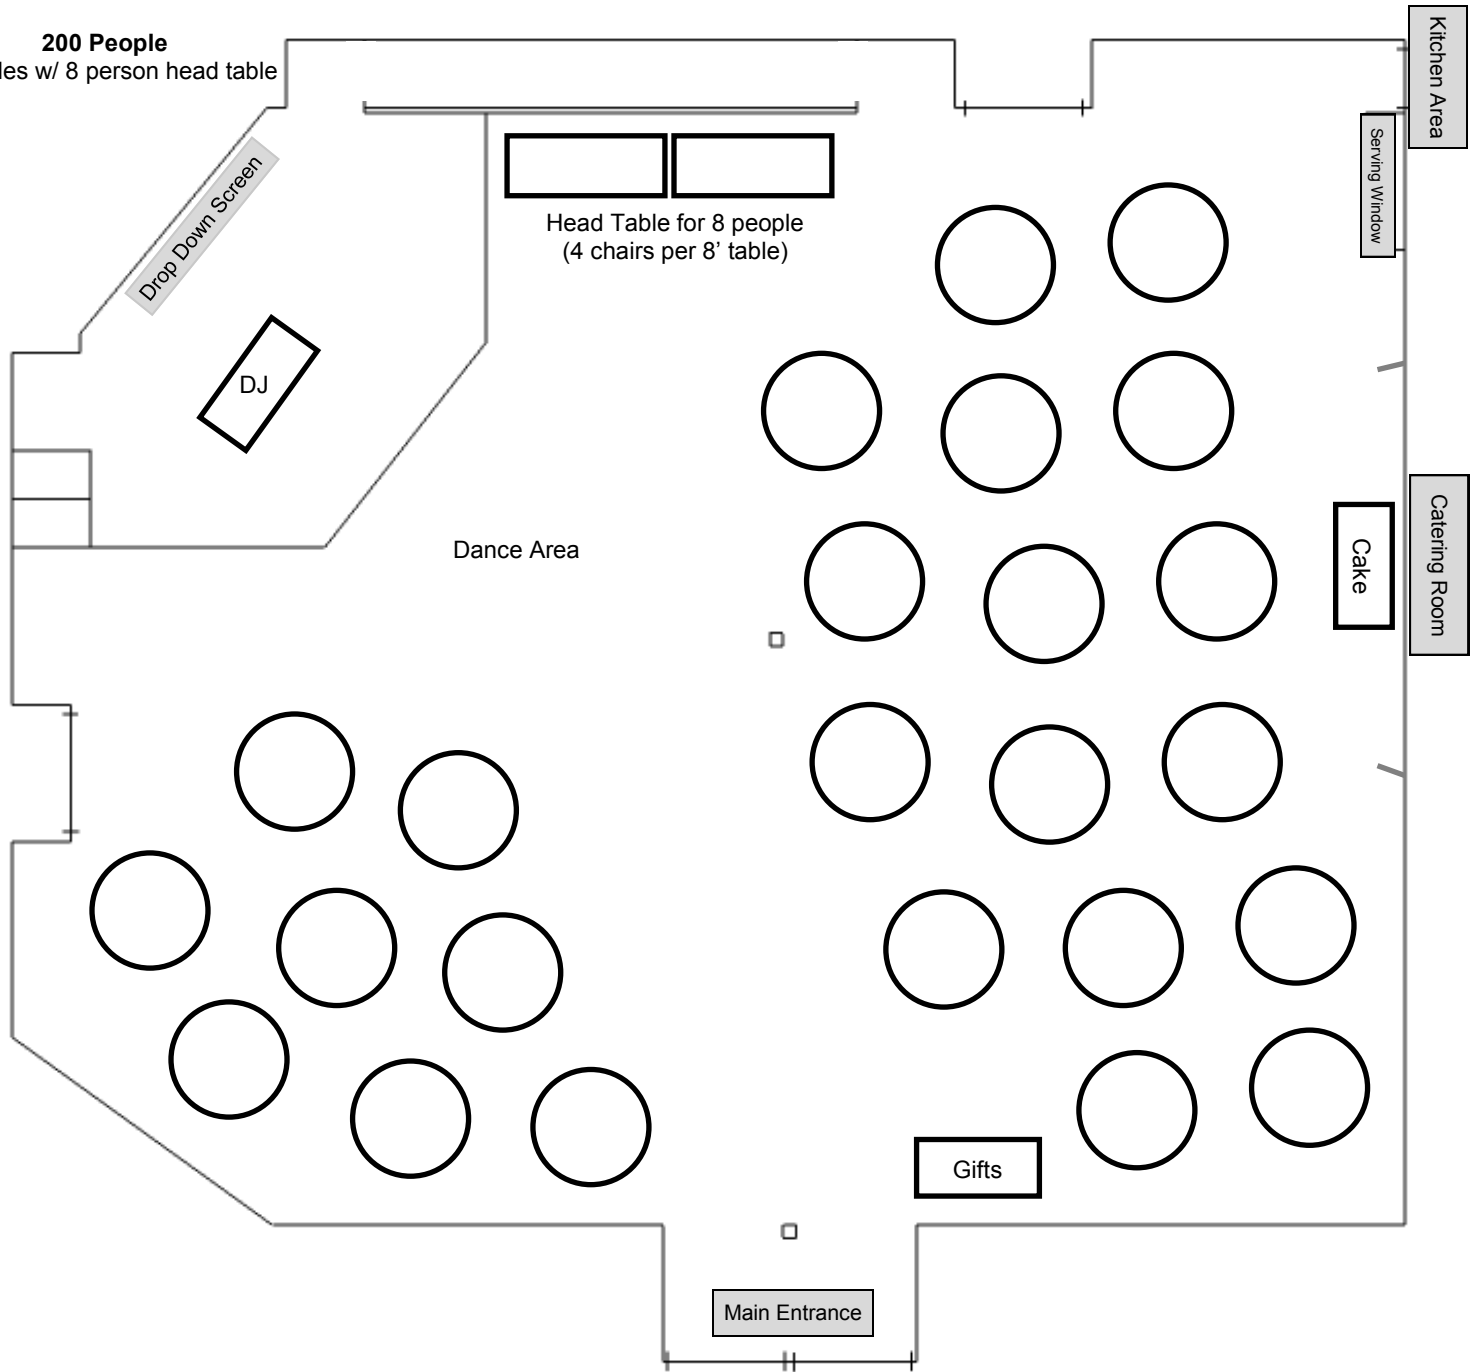 200 People
les w/ 8 person head table
Kitchen Area
Drop Down Screen
Serving Window
Head Table for 8 people
(4 chairs per 8’ table)
DJ
Dance Area
Cake
Catering Room
Gifts
Main Entrance